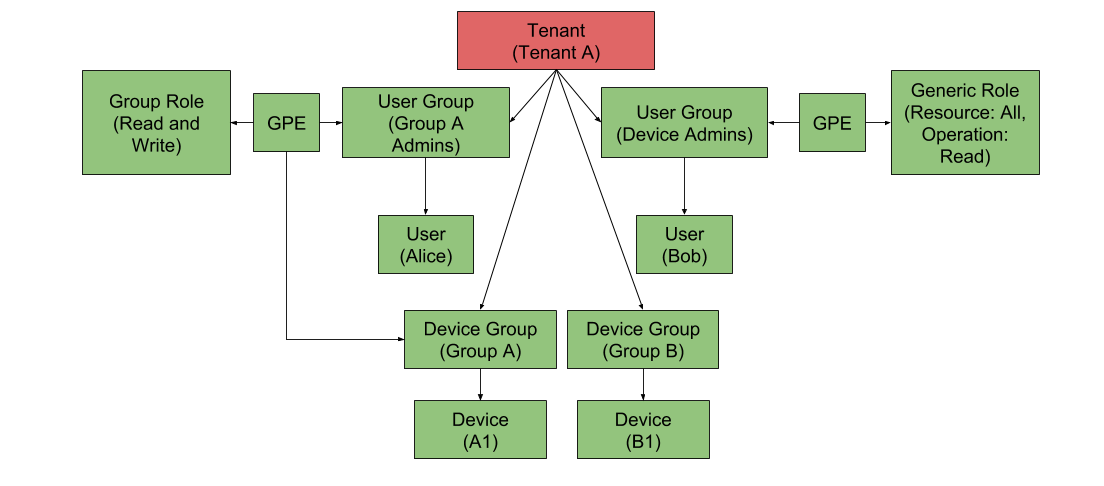 Tenant
(Tenant A)
Group Role
(Read and
Write)
GPE
User Group
(Group A
Admins)
User Group
(Device Admins)
GPE
Generic Role
(Resource: All,
Operation:
Read)
User
(Alice)
User
(Bob)
Device Group
(Group A)
Device Group
(Group B)
Device
(A1)
Device
(B1)